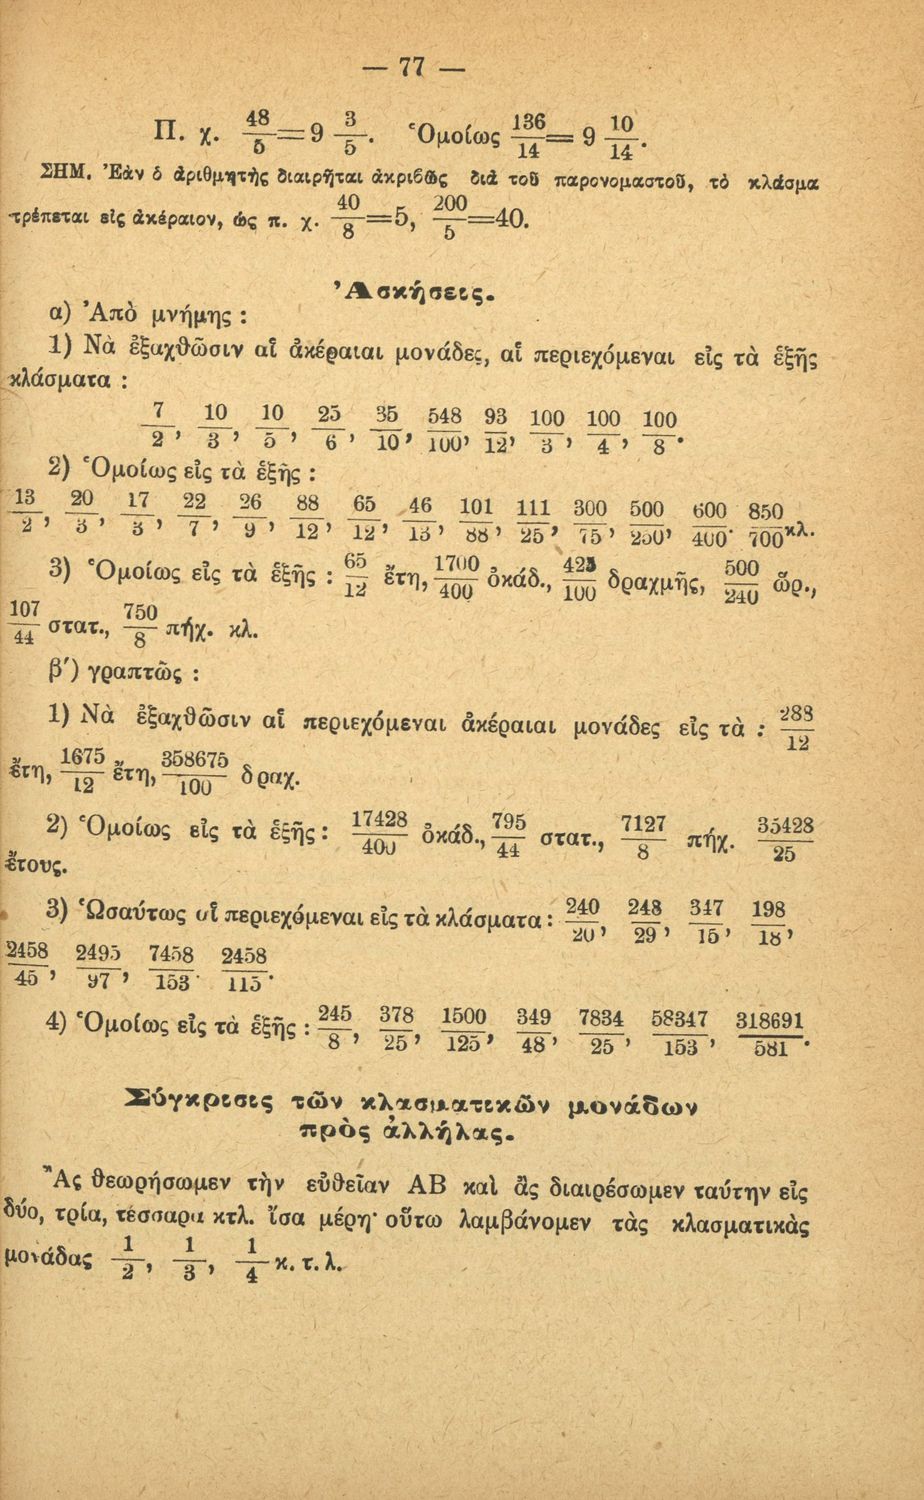 — 77 —
Π. χ. 48/5 = 9 3/5. Ὁμοίως 136/14 = 9 10/14.
ΣΗΜ. Ἐὰν ὁ ἀριθμητὴς διαιρῆται ἀκριβῶς διὰ τοῦ παρονομαστοῦ, τὸ κλάσμα
τρέπεται εἰς ἀκέραιον, ὡς π. χ. 40/8=5, 200/5=40.
Ἀσκήσεις.
α) Ἀπὸ μνήμης :
1) Νὰ ἐξαχθῶσιν αἱ ἀκέραιαι μονάδες, αἱ περιεχόμεναι εἰς τὰ ἑξῆς
κλάσματα :
7/2, 10/3, 10/5, 25/6, 35/10, 548/100, 93/12, 100/3, 100/4, 100/8.
2) Ὁμοίως εἰς τὰ ἑξῆς :
13/2, 20/3, 17/3, 22/7, 26/9, 88/12, 65/12, 46/13, 101/88, 111/25, 300/75, 500/250, 600/400· 850/700 κλ.
3) Ὁμοίως εἰς τὰ ἑξῆς : 65/12 ἔτη, 1700/400 ὀκάδ., 425/100 δραχμῆς, 500/240 ὥρ.,
107/44 στατ., 750/8 πήχ. κλ.
β') γραπτῶς :
1) Νὰ ἐξαχθῶσιν αἱ περιεχόμεναι ἀκέραιαι μονάδες εἰς τὰ : 288/12
ἔτη, 1675/12 ἔτη, 358675/100 δραχ.
2) Ὁμοίως εἰς τὰ ἑξῆς : 17428/400 ὀκάδ., 795/44 στατ., 7127/8 πήχ. 35428/25
ἔτους.
3) Ὡσαύτως αἱ περιεχόμεναι εἰς τὰ κλάσματα : 240/20, 248/29, 347/15, 198/18,
2458/45, 2495/97, 7458/153· 2458/115.
4) Ὁμοίως εἰς τὰ ἑξῆς : 245/8, 378/25, 1500/125, 349/48, 7834/25, 58347/153, 318691/581.
Σύγκρισις τῶν κλασματικῶν μονάδων
πρὸς ἀλλήλας.
Ἂς θεωρήσωμεν τὴν εὐθεῖαν ΑΒ καὶ ἂς διαιρέσωμεν ταύτην εἰς
δύο, τρία, τέσσαρα κτλ. ἴσα μέρη· οὕτω λαμβάνομεν τὰς κλασματικὰς
μονάδας 1/2, 1/3, 1/4 κ. τ. λ.